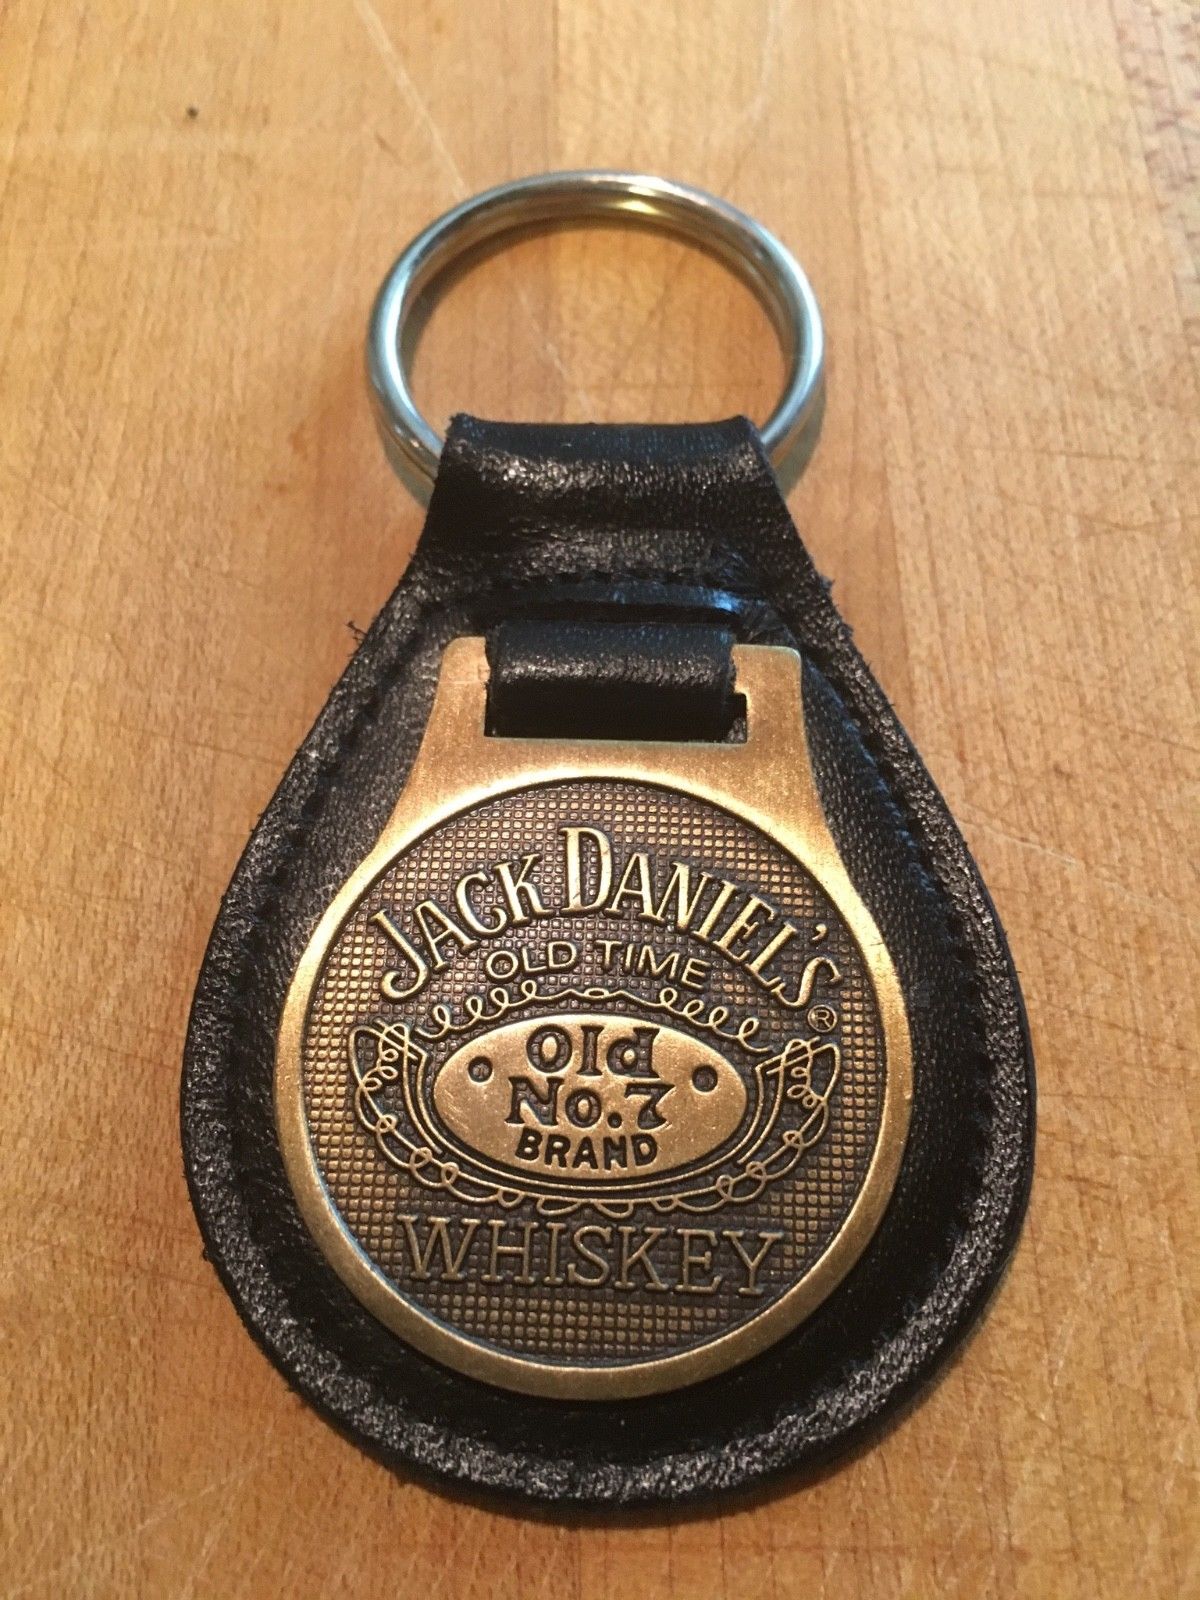 JACK DANIEL'S ®
OLD TIME
Old
No. 7
BRAND
WHISKEY